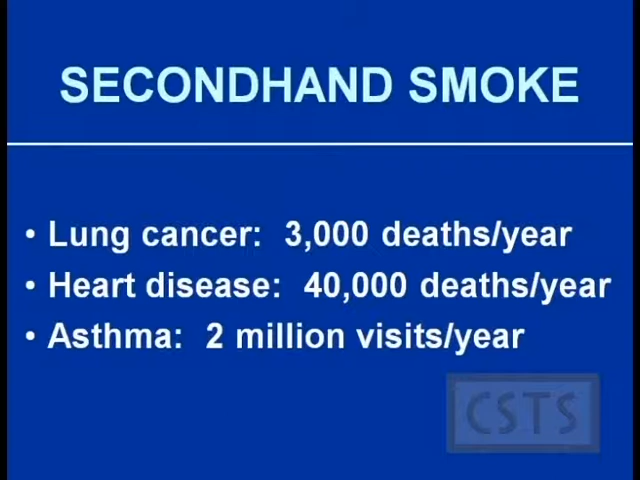 SECONDHAND SMOKE
• Lung cancer: 3,000 deaths/year
• Heart disease: 40,000 deaths/year
• Asthma: 2 million visits/year
CSTS